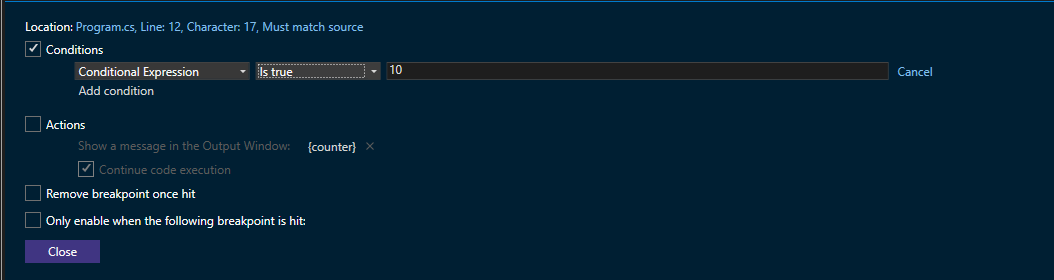 Location: Program.cs, Line: 12, Character: 17, Must match source
Conditions
Conditional Expression Is true 10 Cancel
Add condition
Actions
Show a message in the Output Window: {counter} ×
Continue code execution
Remove breakpoint once hit
Only enable when the following breakpoint is hit:
Close